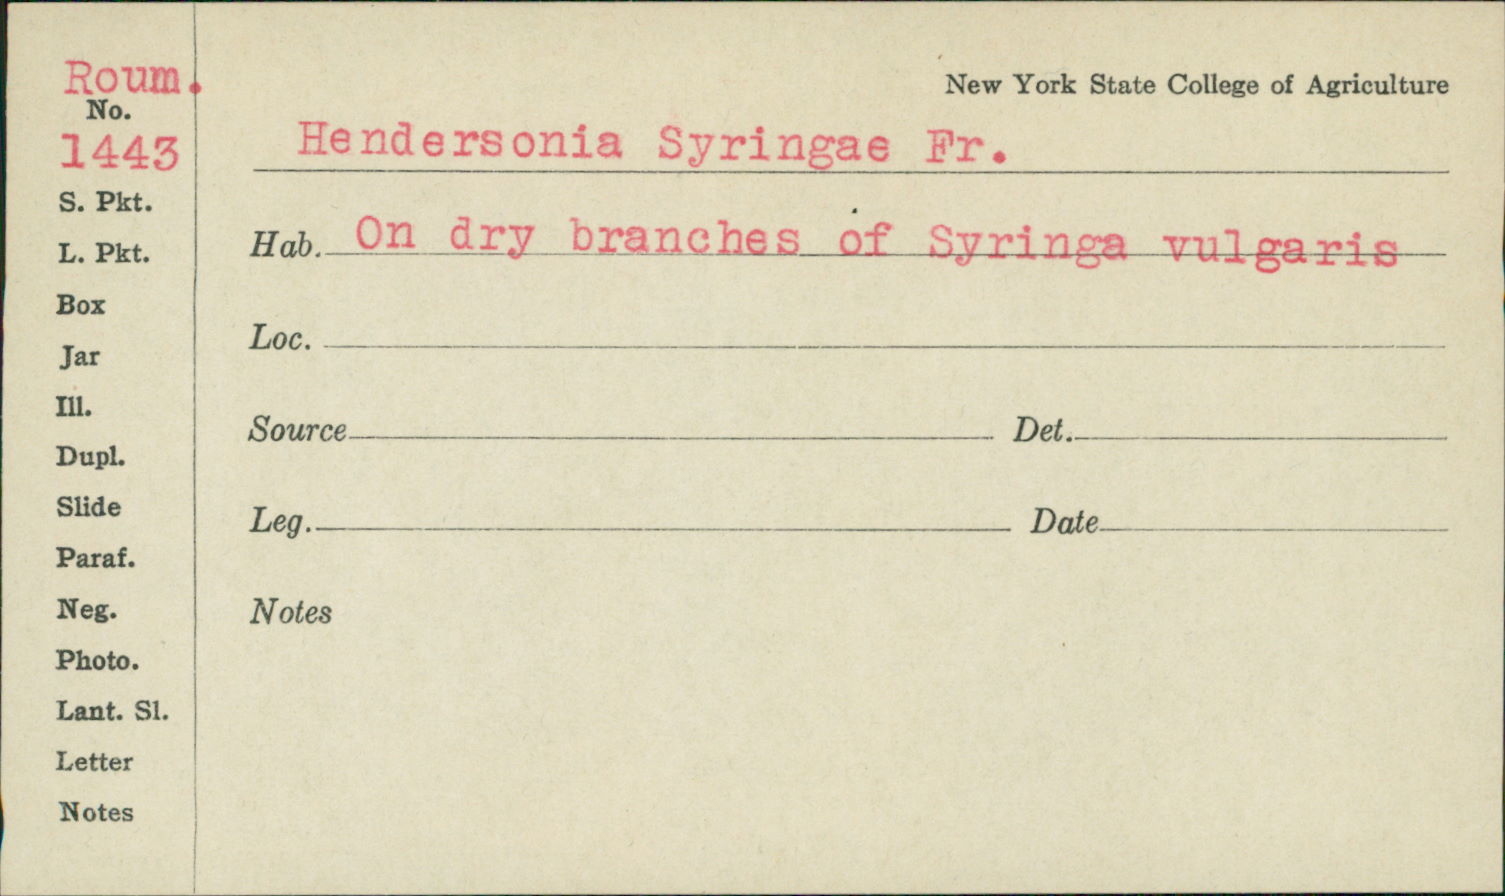 Roum.
No.
1443
S. Pkt.
L. Pkt.
Box
Jar
Ill.
Dupl.
Slide
Paraf.
Neg.
Photo.
Lant. Sl.
Letter
Notes
New York State College of Agriculture
Hendersonia Syringae Fr.
Hab. On dry branches of Syringa vulgaris
Loc.
Source Det.
Leg. Date
Notes